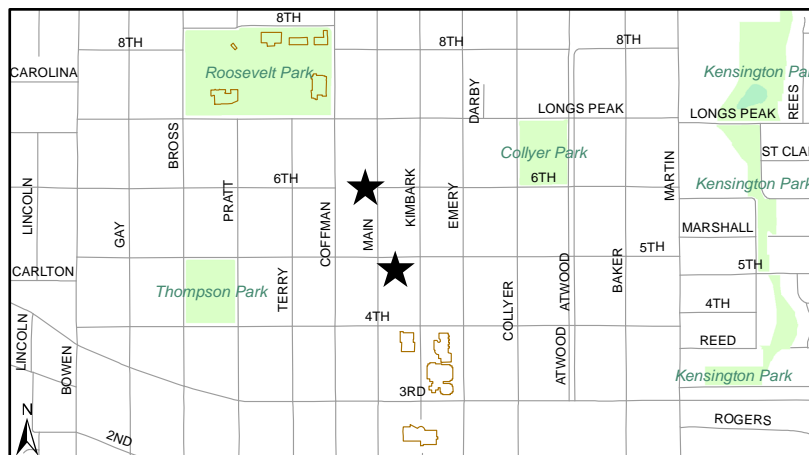 8TH
8TH
8TH
8TH
CAROLINA
Roosevelt Park
Kensington Par
REES
DARBY
LONGS PEAK
LONGS PEAK
BROSS
Collyer Park
ST CLAI
MARTIN
LINCOLN
PRATT
6TH
KIMBARK
6TH
Kensington Park
EMERY
GAY
COFFMAN
MAIN
MARSHALL
5TH
CARLTON
5TH
Thompson Park
TERRY
ATWOOD
BAKER
COLLYER
4TH
4TH
LINCOLN
BOWEN
ATWOOD
REED
Kensington Park
3RD
N
2ND
ROGERS